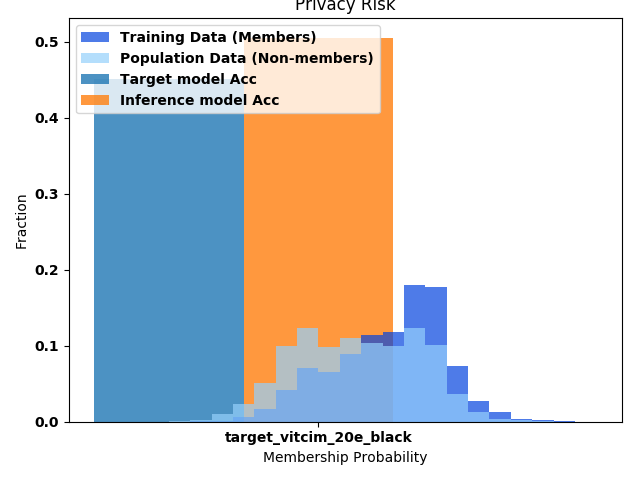 Privacy Risk
Training Data (Members)
Population Data (Non-members)
Target model Acc
Inference model Acc
0.5
0.4
0.3
0.2
0.1
0.0
Fraction
target_vitcim_20e_black
Membership Probability